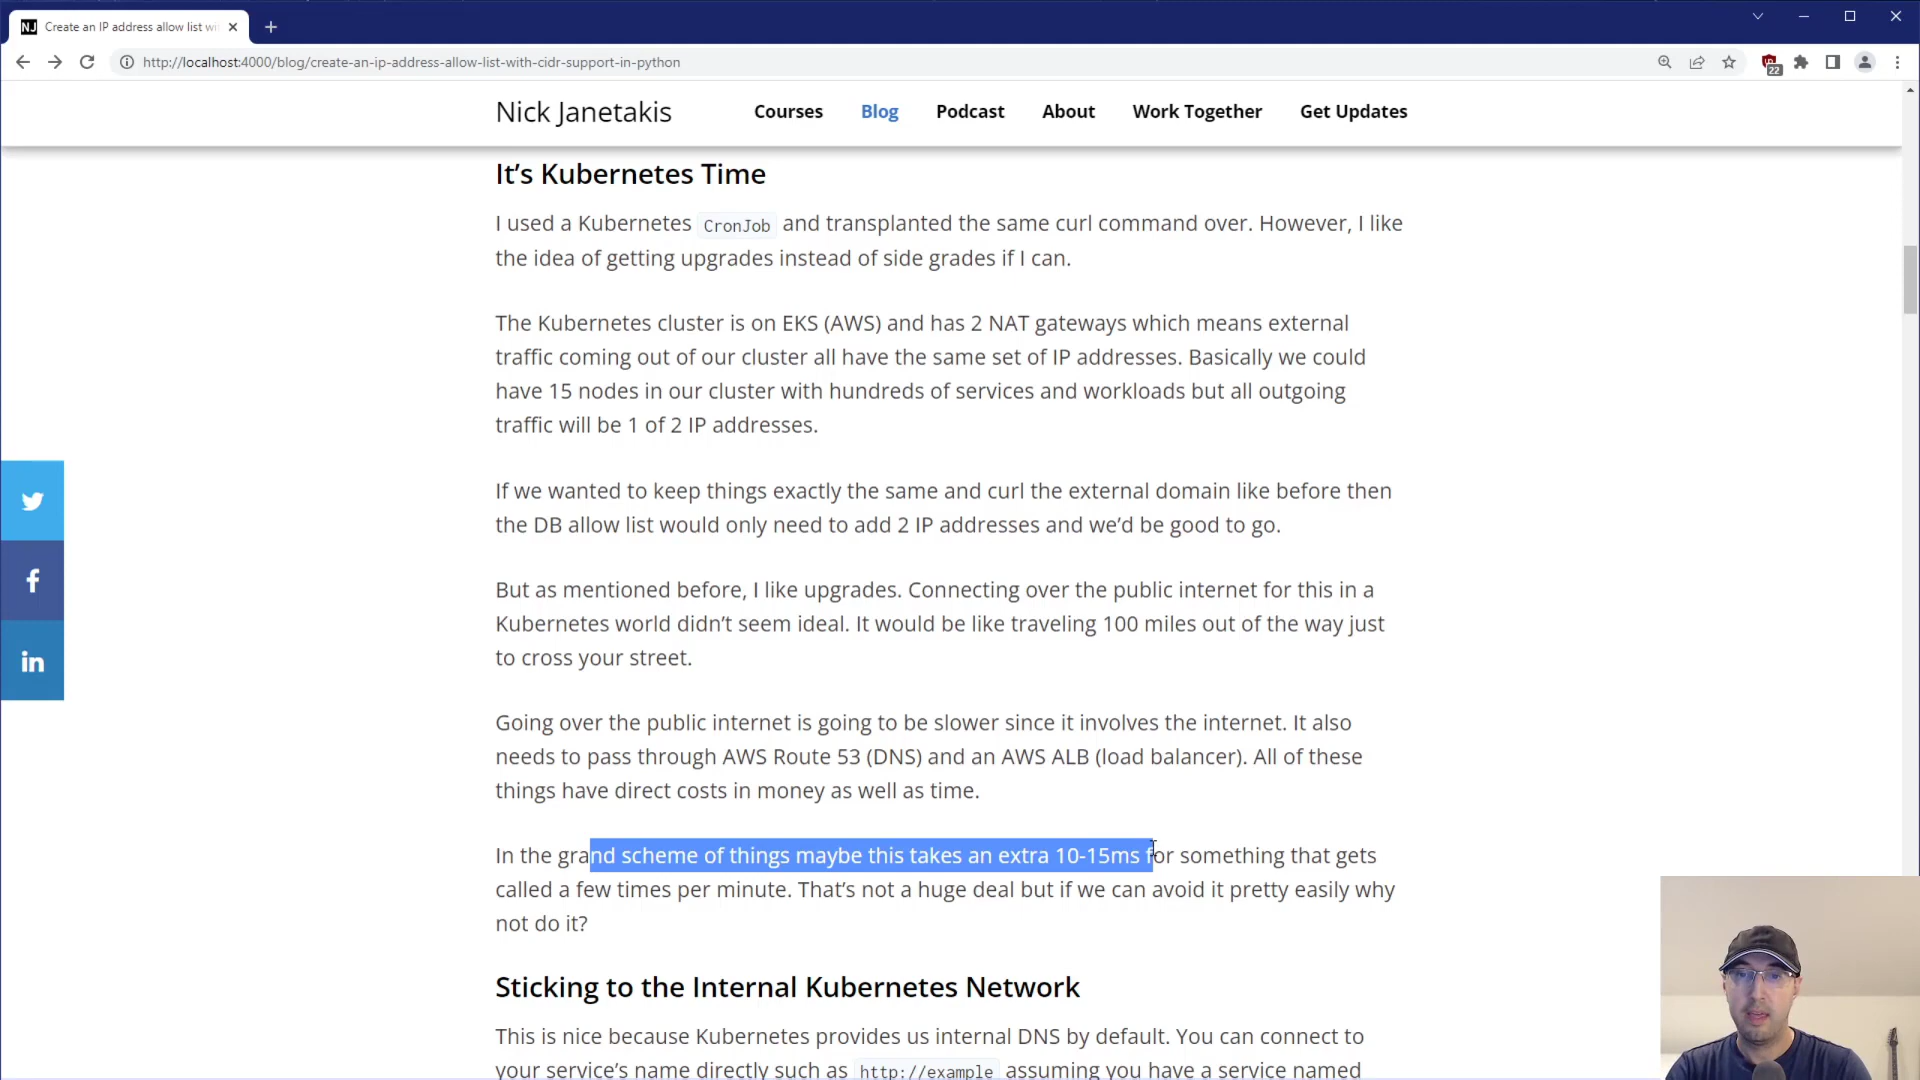 NJ Create an IP address allow list wi
http://localhost:4000/blog/create-an-ip-address-allow-list-with-cidr-support-in-python
22
Nick Janetakis
Courses
Blog
Podcast
About
Work Together
Get Updates
It’s Kubernetes Time
I used a Kubernetes CronJob and transplanted the same curl command over. However, I like
the idea of getting upgrades instead of side grades if I can.
The Kubernetes cluster is on EKS (AWS) and has 2 NAT gateways which means external
traffic coming out of our cluster all have the same set of IP addresses. Basically we could
have 15 nodes in our cluster with hundreds of services and workloads but all outgoing
traffic will be 1 of 2 IP addresses.
If we wanted to keep things exactly the same and curl the external domain like before then
the DB allow list would only need to add 2 IP addresses and we’d be good to go.
But as mentioned before, I like upgrades. Connecting over the public internet for this in a
Kubernetes world didn’t seem ideal. It would be like traveling 100 miles out of the way just
to cross your street.
Going over the public internet is going to be slower since it involves the internet. It also
needs to pass through AWS Route 53 (DNS) and an AWS ALB (load balancer). All of these
things have direct costs in money as well as time.
In the grand scheme of things maybe this takes an extra 10-15ms for something that gets
called a few times per minute. That’s not a huge deal but if we can avoid it pretty easily why
not do it?
Sticking to the Internal Kubernetes Network
This is nice because Kubernetes provides us internal DNS by default. You can connect to
your service’s name directly such as http://example assuming you have a service named